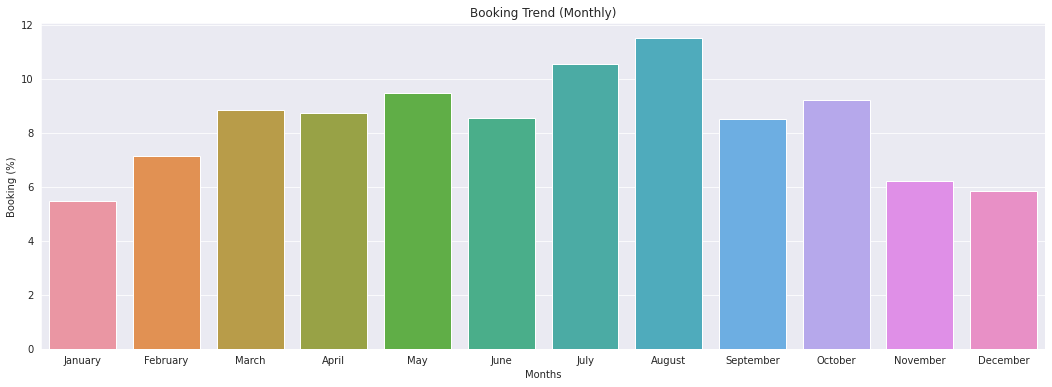 Booking Trend (Monthly)
12
10
8
6
4
2
0
Booking (%)
January February March April May June July August September October November December
Months